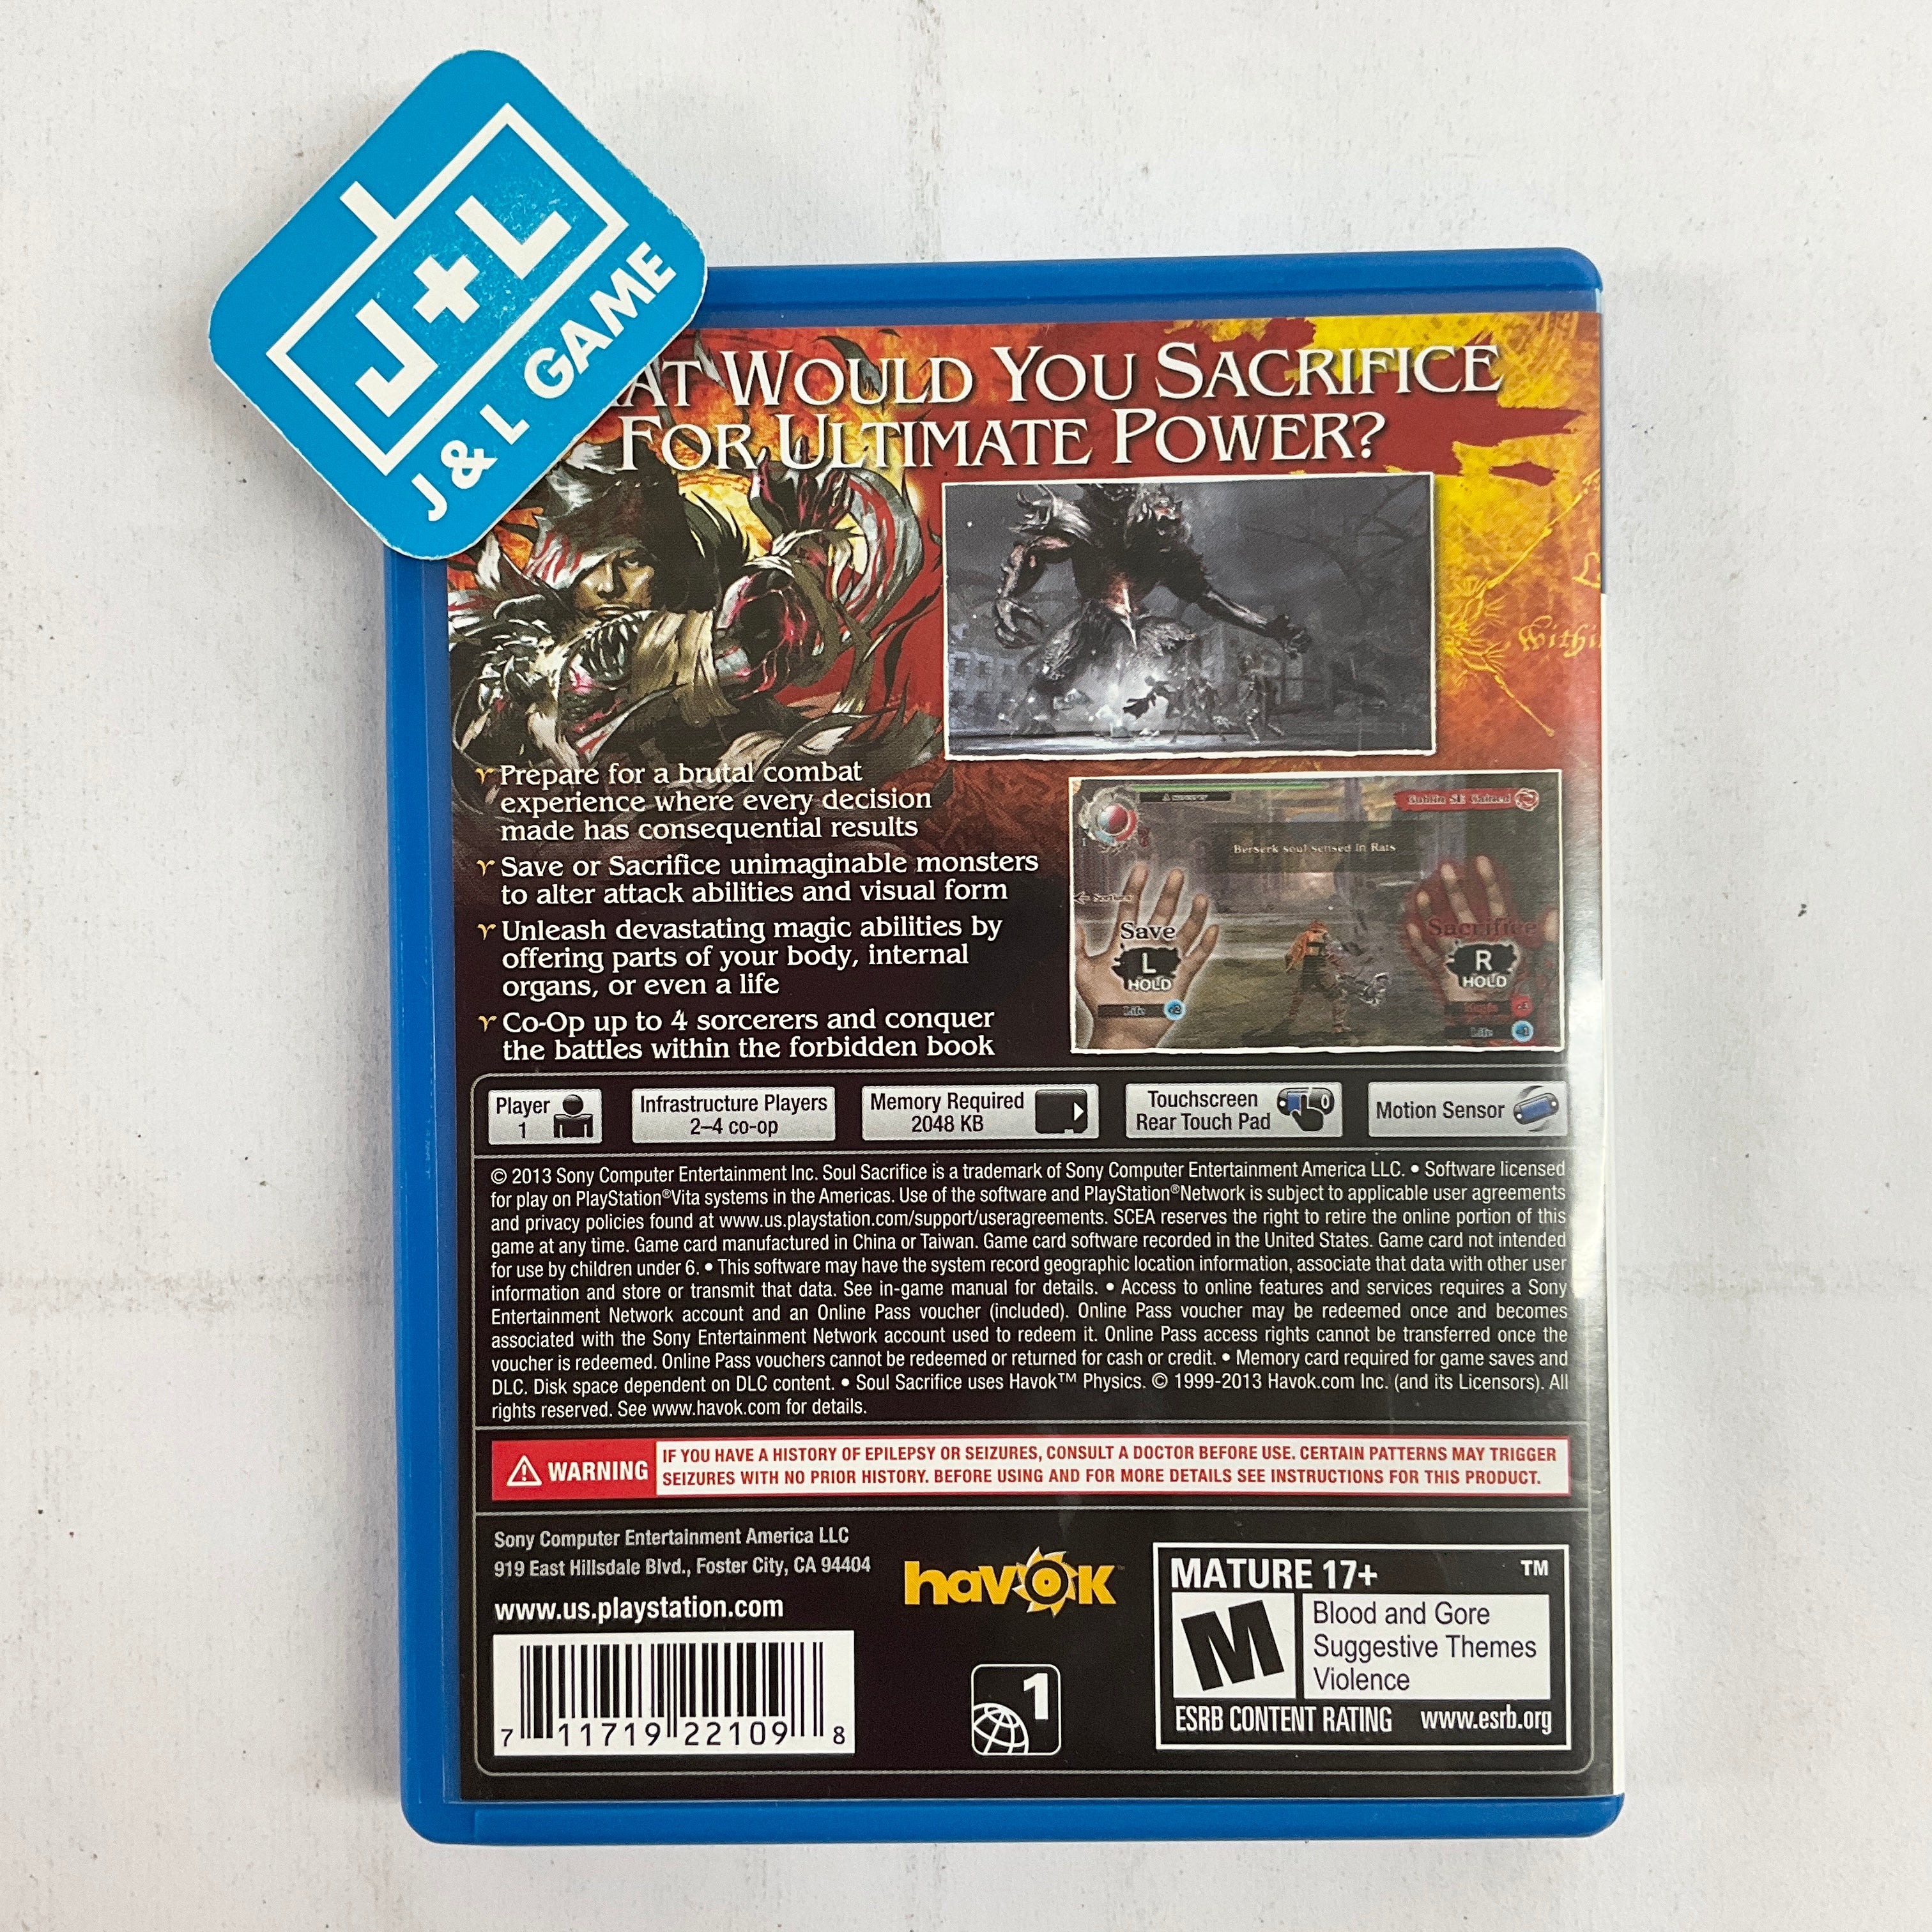 J+L
J & L GAME
AT WOULD YOU SACRIFICE
FOR ULTIMATE POWER?
Within
Prepare for a brutal combat
experience where every decision
made has consequential results
Save or Sacrifice unimaginable monsters
to alter attack abilities and visual form
Unleash devastating magic abilities by
offering parts of your body, internal
organs, or even a life
Co-Op up to 4 sorcerers and conquer
the battles within the forbidden book
Goblin SE Gained
Berserk soul sensed in Rats
Save
L
HOLD
Life
Sacrifice
R
HOLD
Magic
Life
Player
1
Infrastructure Players
2–4 co-op
Memory Required
2048 KB
Touchscreen
Rear Touch Pad
Motion Sensor
© 2013 Sony Computer Entertainment Inc. Soul Sacrifice is a trademark of Sony Computer Entertainment America LLC. • Software licensed
for play on PlayStation®Vita systems in the Americas. Use of the software and PlayStation®Network is subject to applicable user agreements
and privacy policies found at www.us.playstation.com/support/useragreements. SCEA reserves the right to retire the online portion of this
game at any time. Game card manufactured in China or Taiwan. Game card software recorded in the United States. Game card not intended
for use by children under 6. • This software may have the system record geographic location information, associate that data with other user
information and store or transmit that data. See in-game manual for details. • Access to online features and services requires a Sony
Entertainment Network account and an Online Pass voucher (included). Online Pass voucher may be redeemed once and becomes
associated with the Sony Entertainment Network account used to redeem it. Online Pass access rights cannot be transferred once the
voucher is redeemed. Online Pass vouchers cannot be redeemed or returned for cash or credit. • Memory card required for game saves and
DLC. Disk space dependent on DLC content. • Soul Sacrifice uses Havok™ Physics. © 1999-2013 Havok.com Inc. (and its Licensors). All
rights reserved. See www.havok.com for details.
WARNING
IF YOU HAVE A HISTORY OF EPILEPSY OR SEIZURES, CONSULT A DOCTOR BEFORE USE. CERTAIN PATTERNS MAY TRIGGER
SEIZURES WITH NO PRIOR HISTORY. BEFORE USING AND FOR MORE DETAILS SEE INSTRUCTIONS FOR THIS PRODUCT.
Sony Computer Entertainment America LLC
919 East Hillsdale Blvd., Foster City, CA 94404
www.us.playstation.com
havok
7 11719 22109 8
1
MATURE 17+ ™
M
Blood and Gore
Suggestive Themes
Violence
ESRB CONTENT RATING www.esrb.org